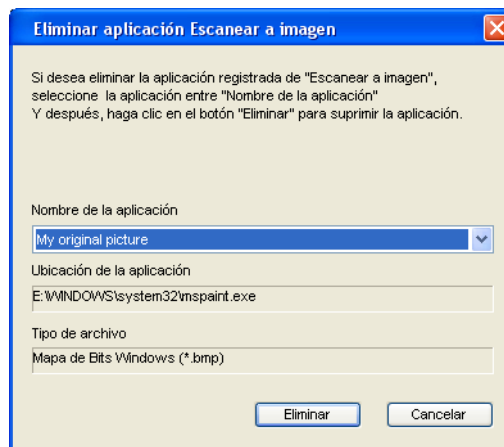 Eliminar aplicación Escanear a imagen
Si desea eliminar la aplicación registrada de "Escanear a imagen",
seleccione la aplicación entre "Nombre de la aplicación"
Y después, haga clic en el botón "Eliminar" para suprimir la aplicación.
Nombre de la aplicación
My original picture
Ubicación de la aplicación
E:\WINDOWS\system32\mspaint.exe
Tipo de archivo
Mapa de Bits Windows (*.bmp)
Eliminar Cancelar